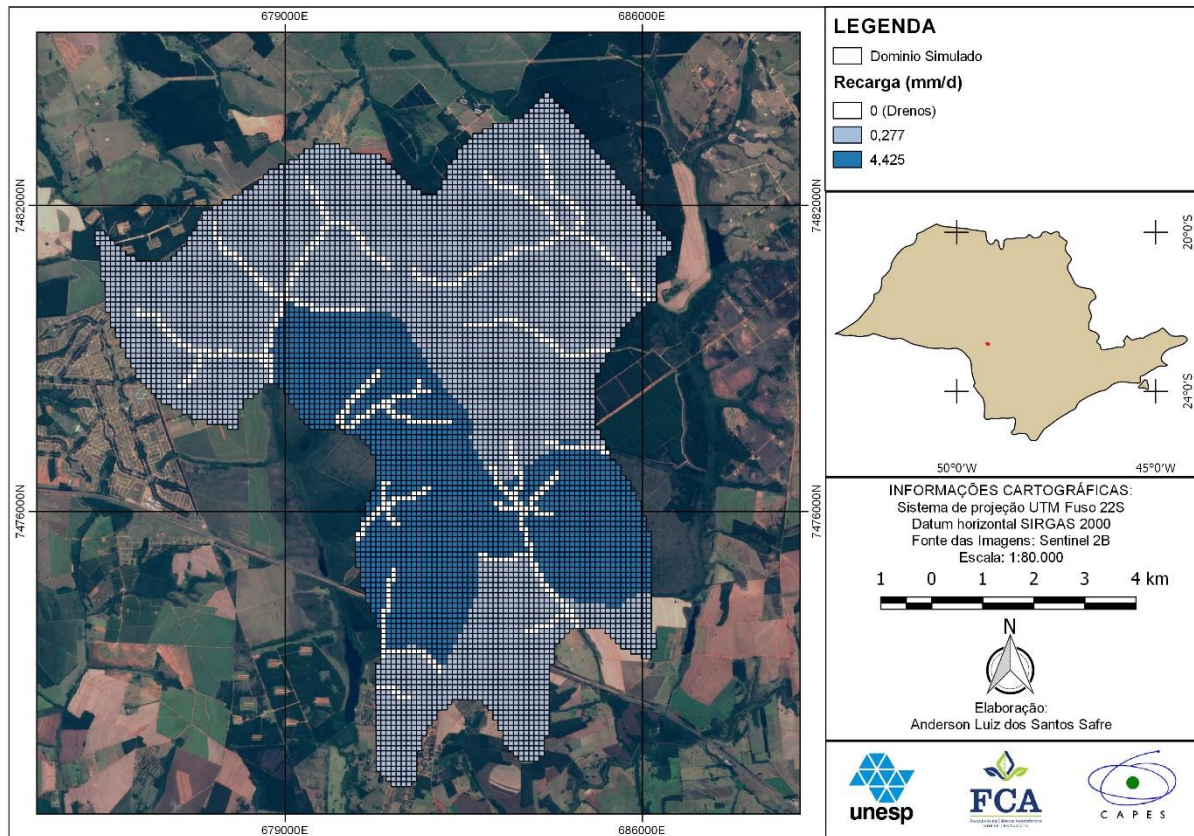 679000E
686000E
7482000N
7482000N
7476000N
7476000N
679000E
686000E
LEGENDA
Dominio Simulado
Recarga (mm/d)
0 (Drenos)
0,277
4,425
20°0'S
24°0'S
50°0'W
45°0'W
INFORMAÇÕES CARTOGRÁFICAS:
Sistema de projeção UTM Fuso 22S
Datum horizontal SIRGAS 2000
Fonte das Imagens: Sentinel 2B
Escala: 1:80.000
1 0 1 2 3 4 km
N
Elaboração:
Anderson Luiz dos Santos Safre
unesp
FCA
CAPES